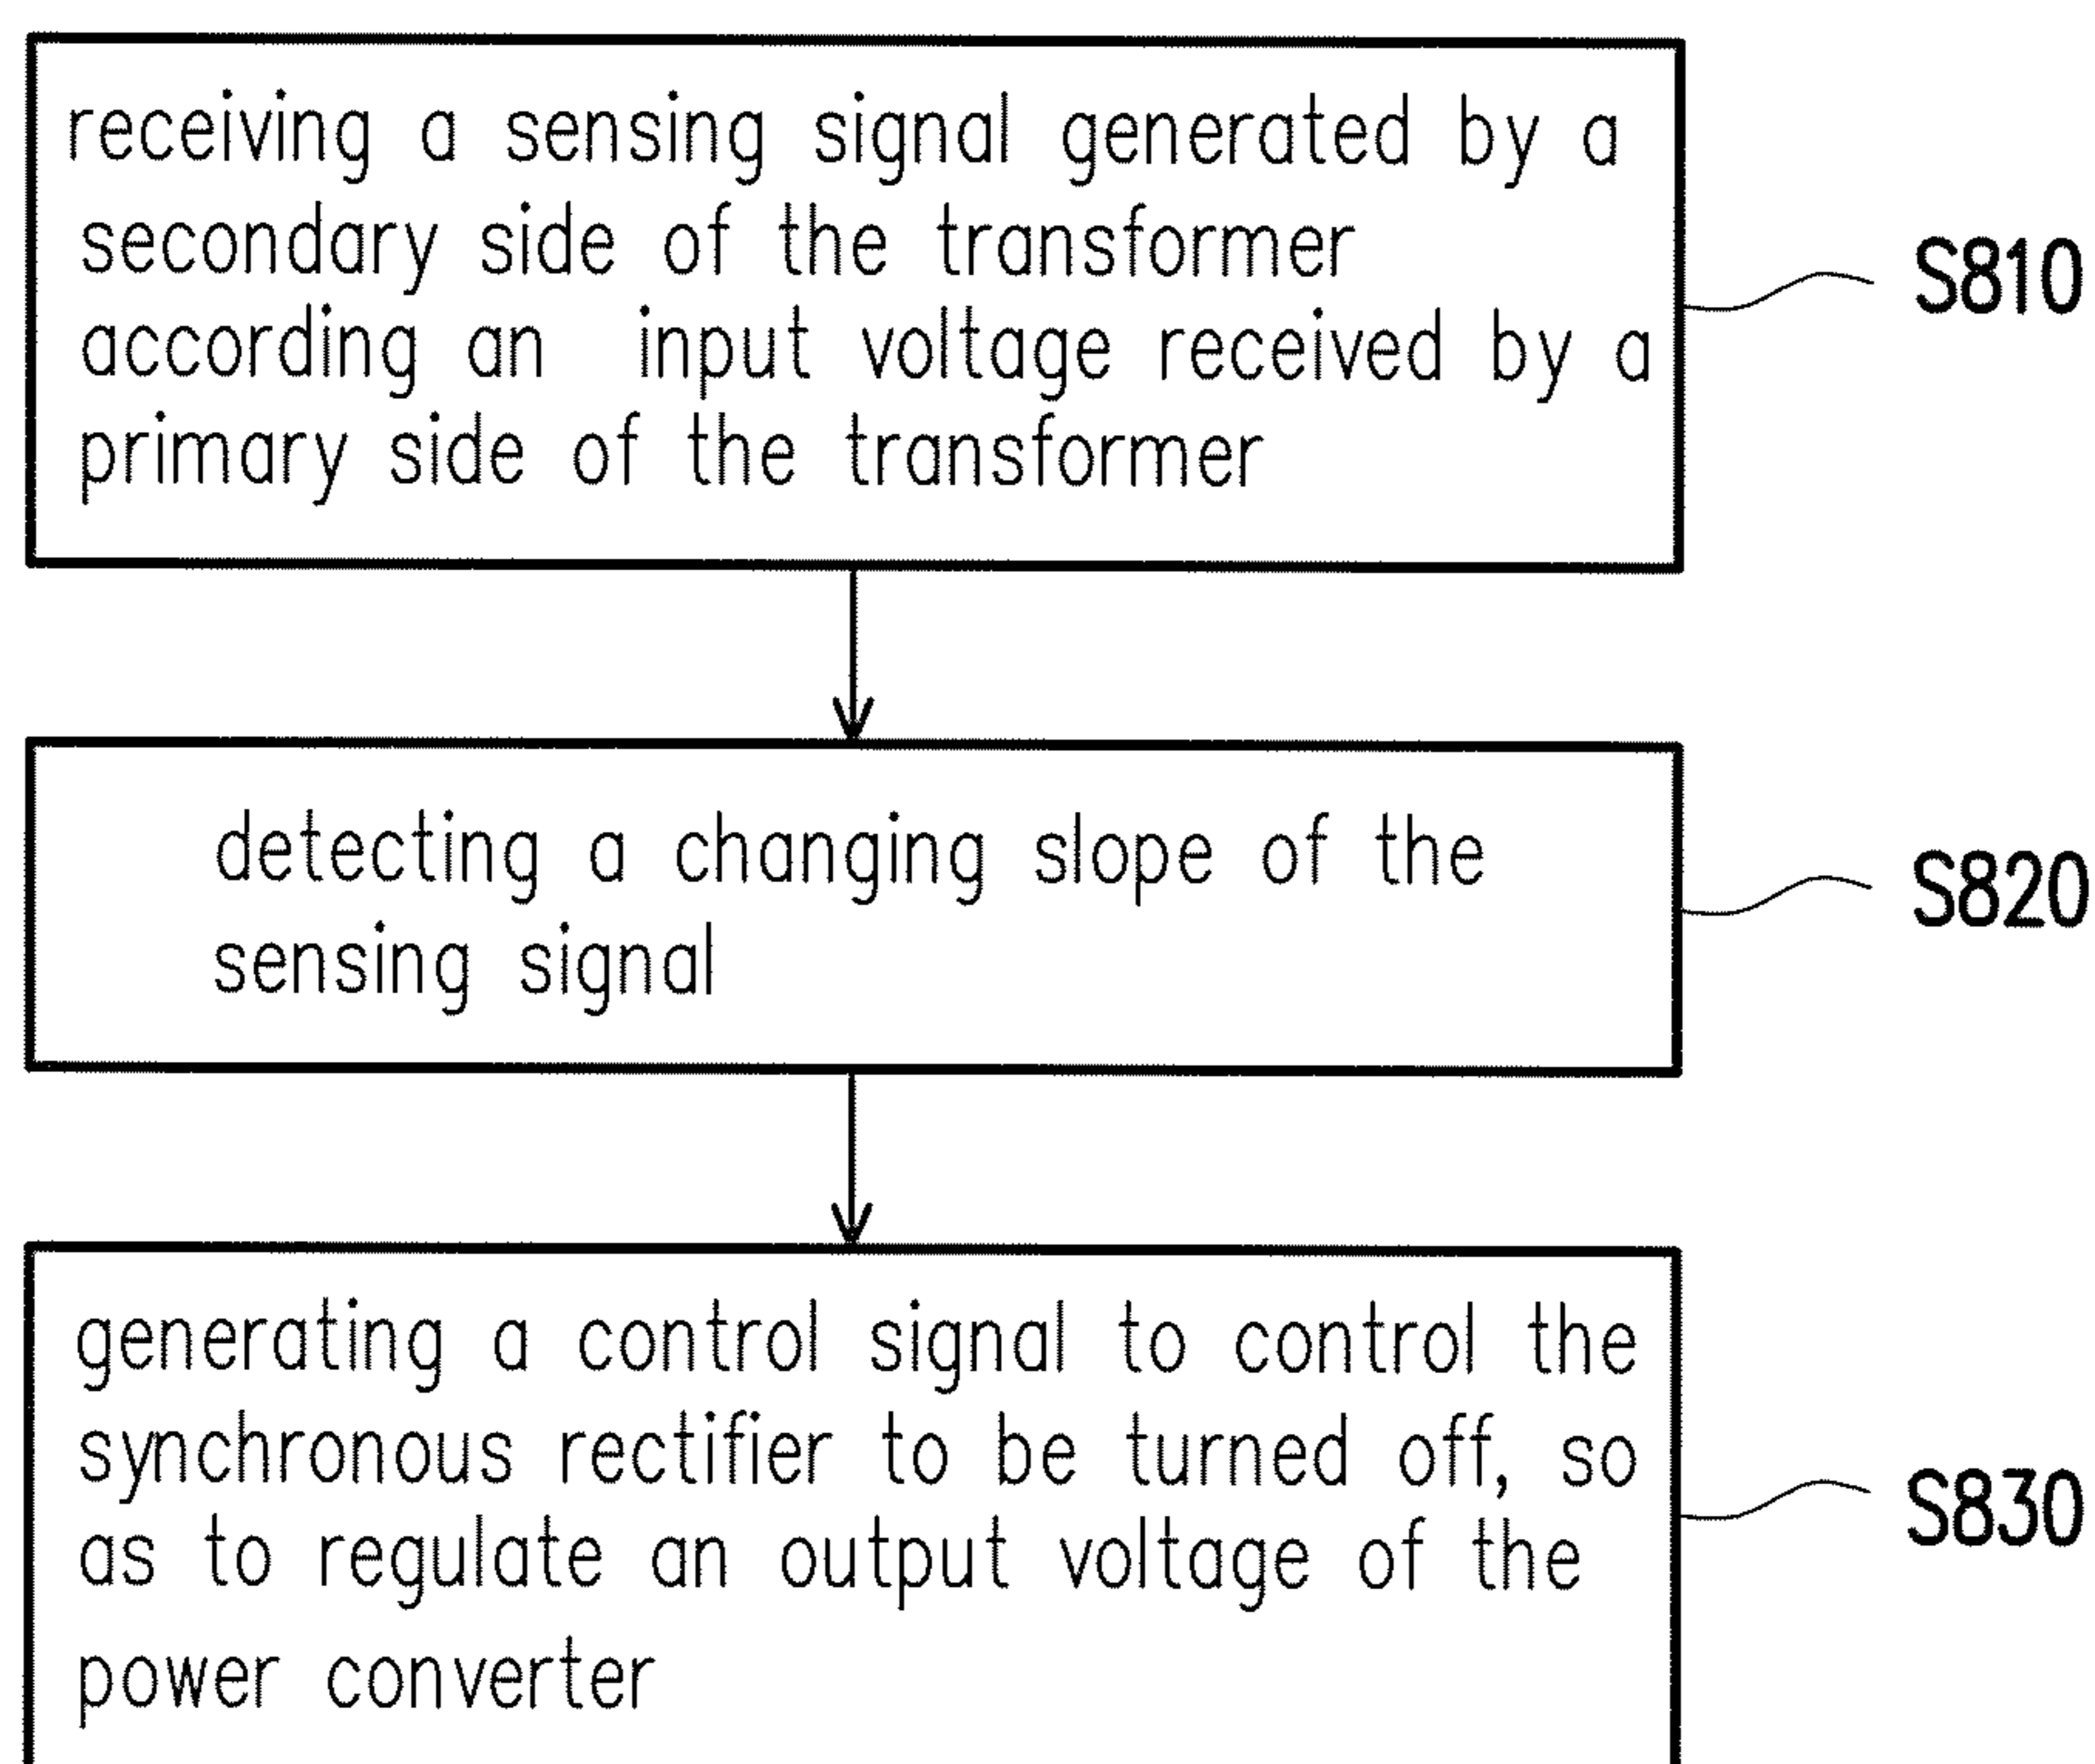 receiving a sensing signal generated by a
secondary side of the transformer
according an input voltage received by a
primary side of the transformer
S810
detecting a changing slope of the
sensing signal
S820
generating a control signal to control the
synchronous rectifier to be turned off, so
as to regulate an output voltage of the
power converter
S830